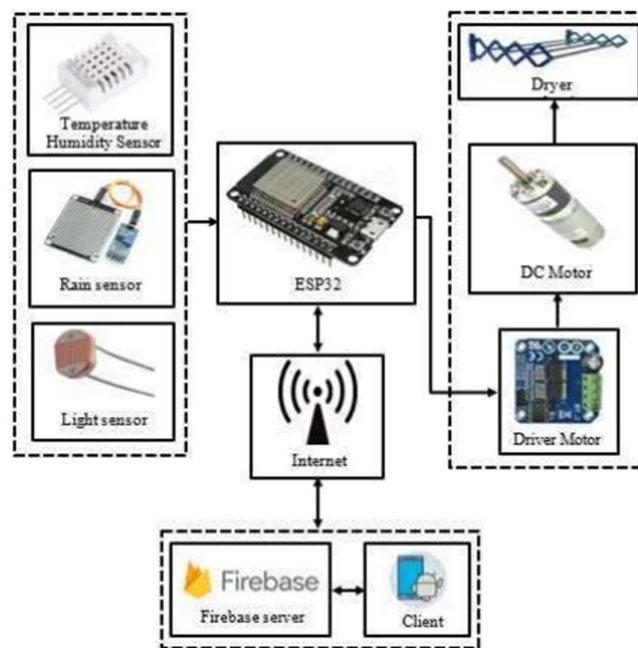 Temperature
Humidity Sensor
Rain sensor
Light sensor
ESP32
Internet
Firebase
Firebase server
Client
Dryer
DC Motor
Driver Motor